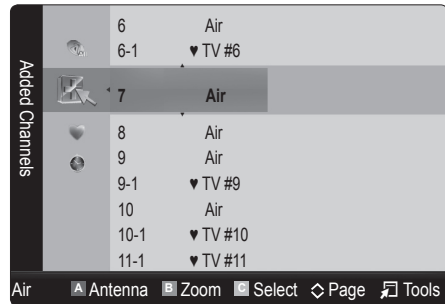 Added Channels
6 Air
6-1 ♥ TV #6
7 Air
8 Air
9 Air
9-1 ♥ TV #9
10 Air
10-1 ♥ TV #10
11-1 ♥ TV #11
Air A Antenna B Zoom C Select Page Tools